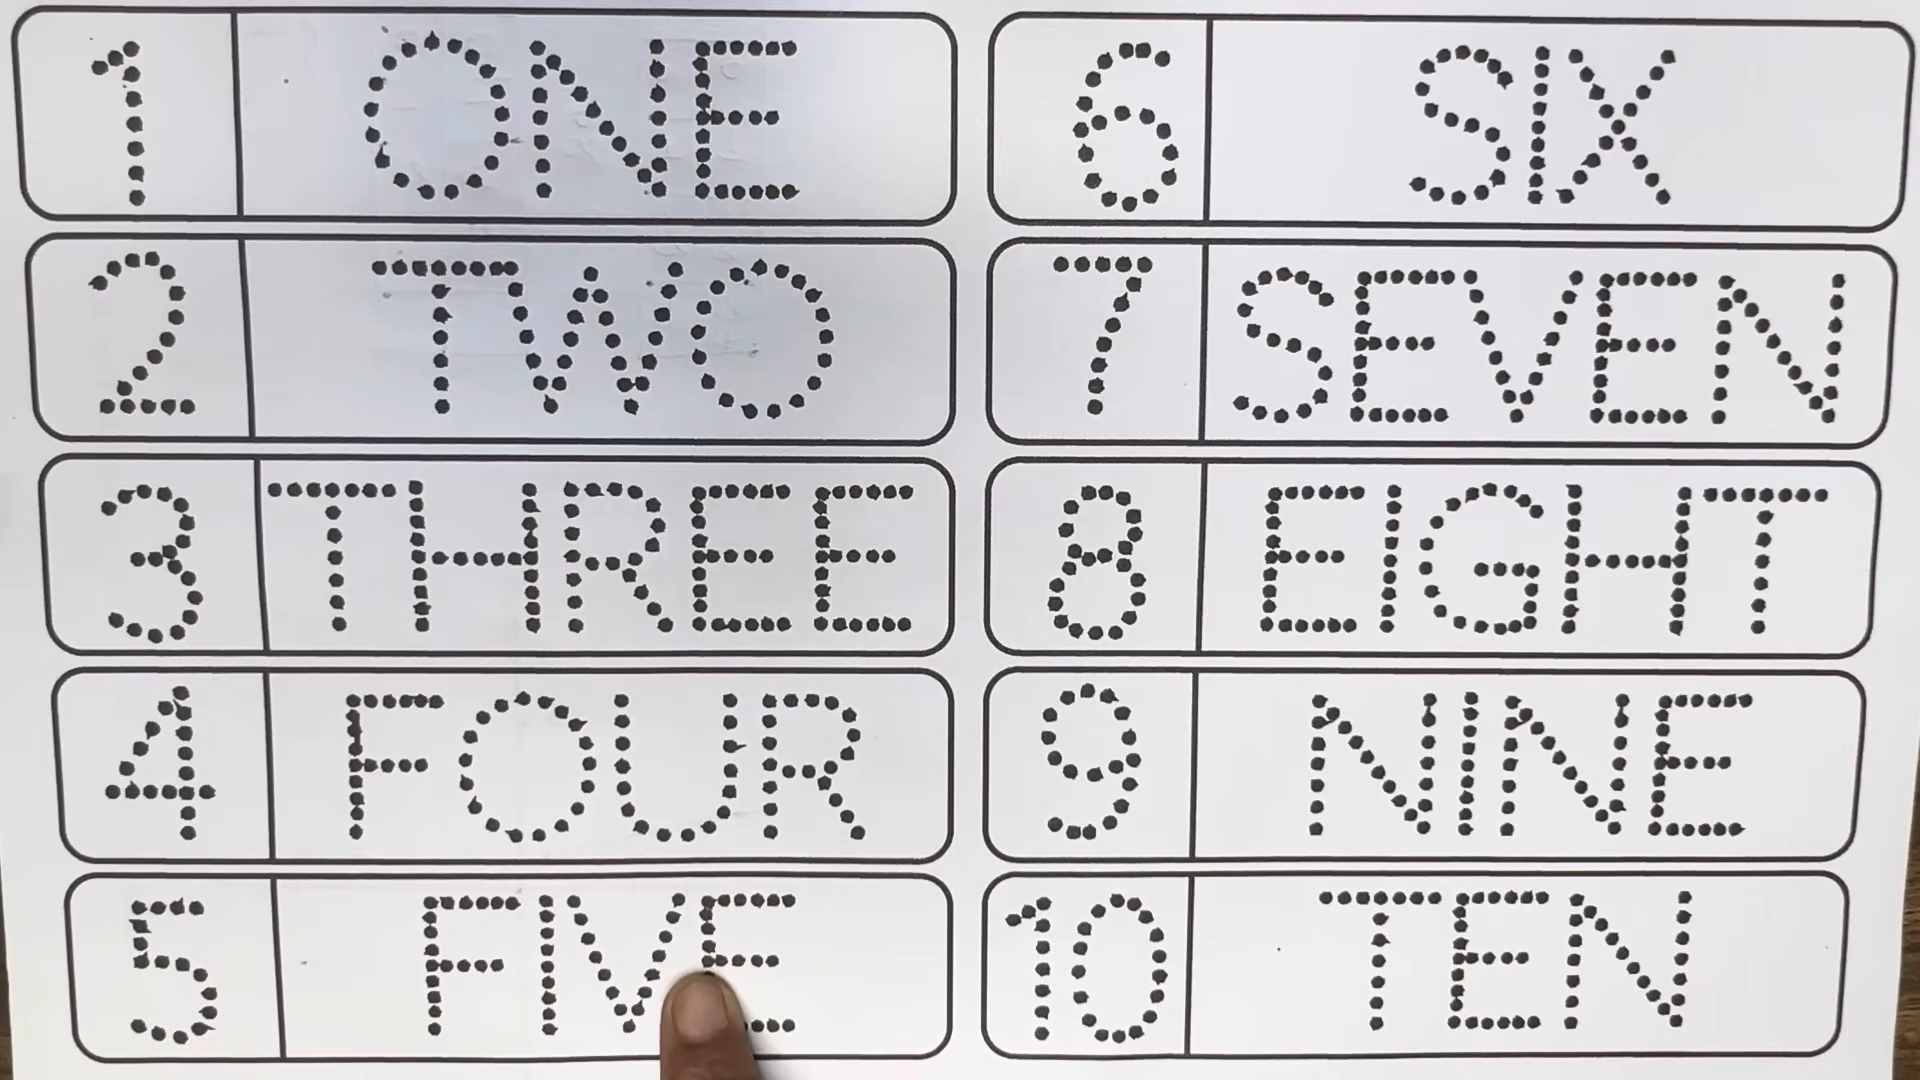 1 ONE
2 TWO
3 THREE
4 FOUR
5 FIVE
6 SIX
7 SEVEN
8 EIGHT
9 NINE
10 TEN